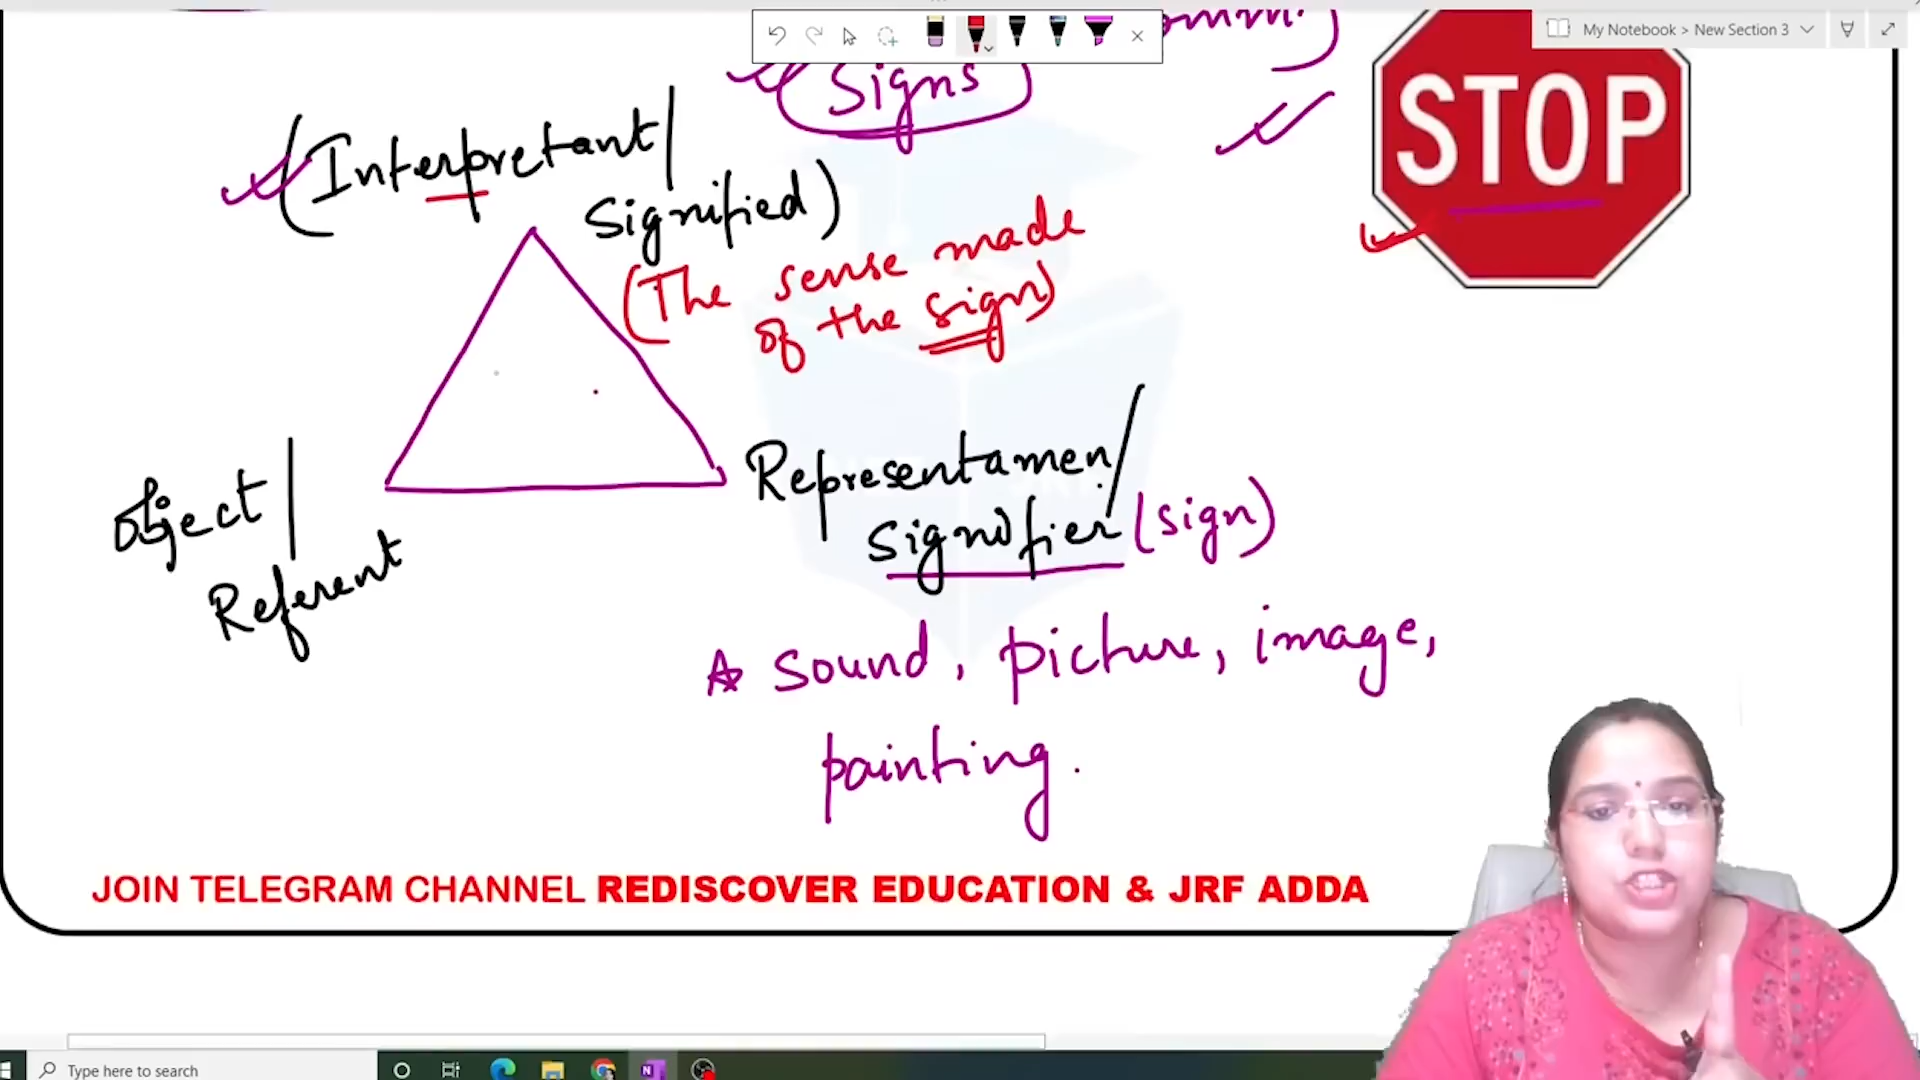 My Notebook > New Section 3
omm.)
Signs
STOP
(Interpretant/
Signified)
(The sense made
of the sign)
Object/
Referent
Representamen/
Signifier (sign)
sound, picture, image,
painting.
JOIN TELEGRAM CHANNEL REDISCOVER EDUCATION & JRF ADDA
Type here to search